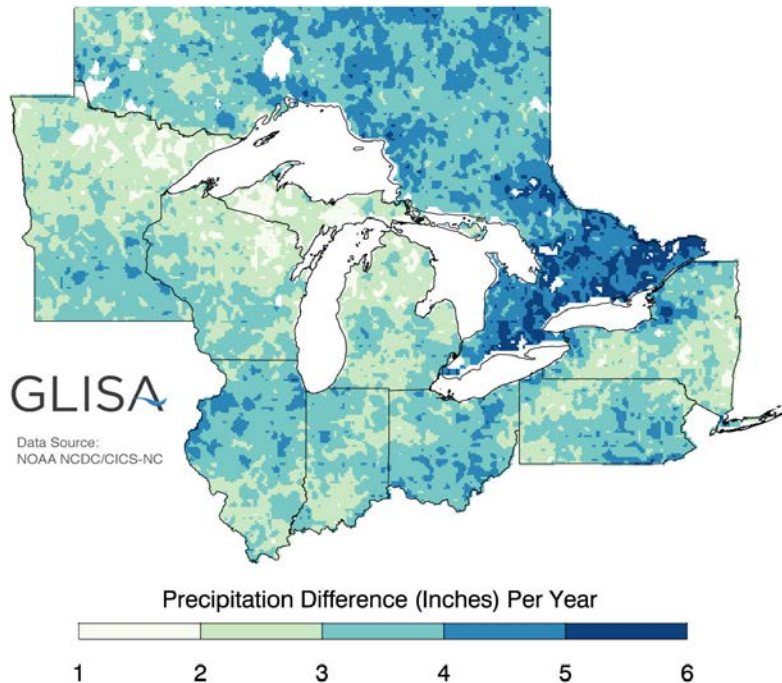 GLISA
Data Source:
NOAA NCDC/CICS-NC
Precipitation Difference (Inches) Per Year
1 2 3 4 5 6